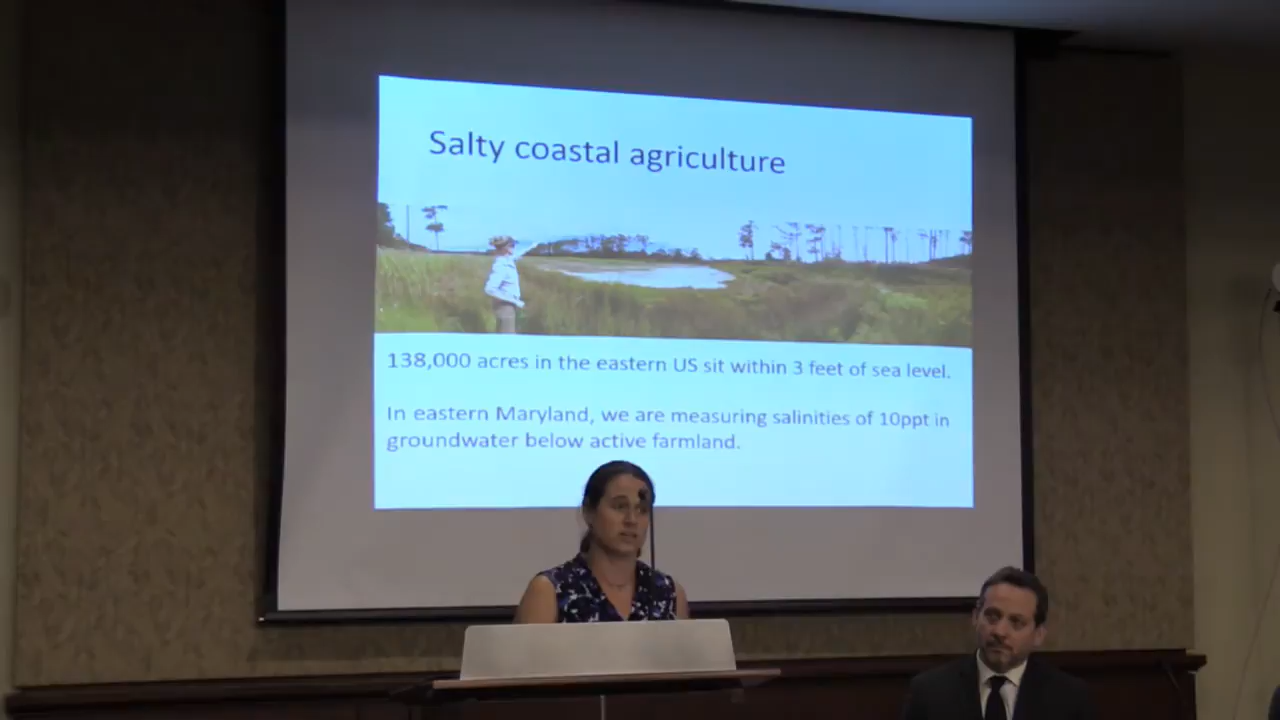 Salty coastal agriculture
138,000 acres in the eastern US sit within 3 feet of sea level.
In eastern Maryland, we are measuring salinities of 10ppt in
groundwater below active farmland.